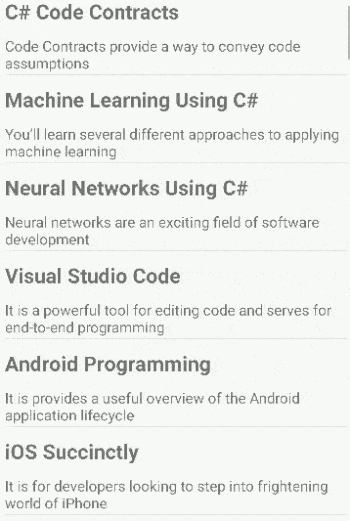 C# Code Contracts
Code Contracts provide a way to convey code
assumptions
Machine Learning Using C#
You'll learn several different approaches to applying
machine learning
Neural Networks Using C#
Neural networks are an exciting field of software
development
Visual Studio Code
It is a powerful tool for editing code and serves for
end-to-end programming
Android Programming
It is provides a useful overview of the Android
application lifecycle
iOS Succinctly
It is for developers looking to step into frightening
world of iPhone